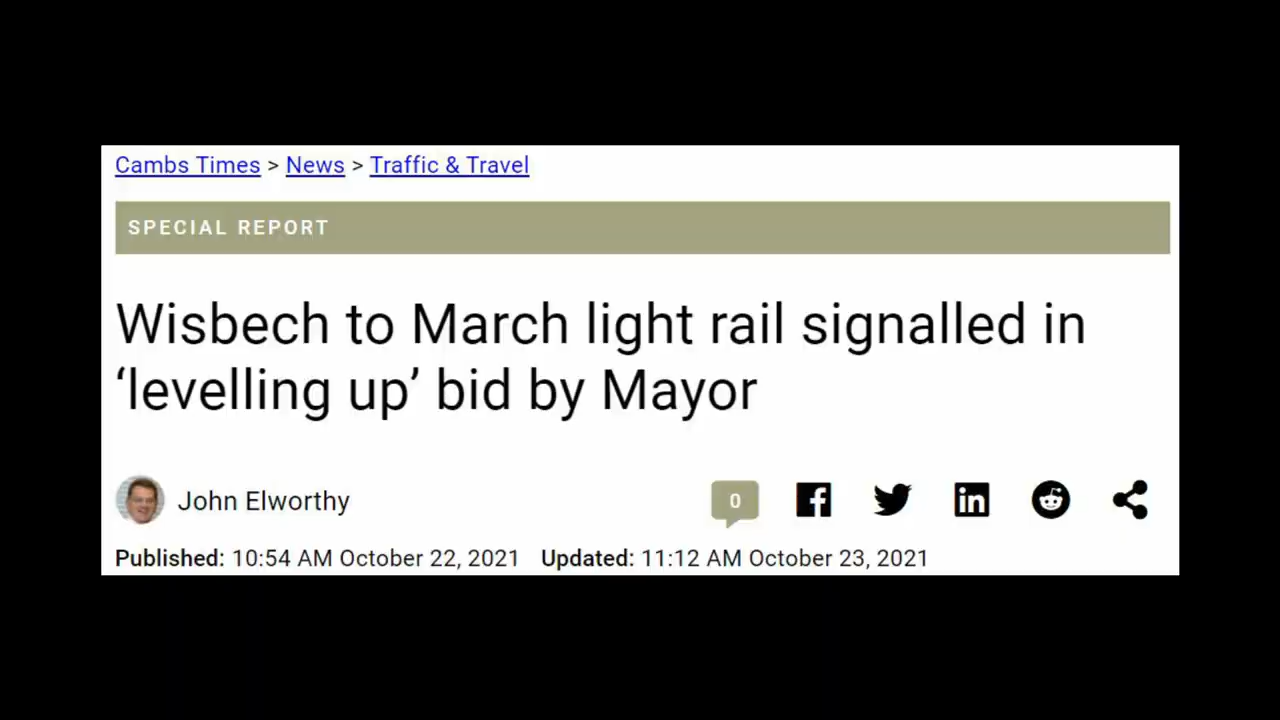 Cambs Times > News > Traffic & Travel
SPECIAL REPORT
Wisbech to March light rail signalled in
‘levelling up’ bid by Mayor
John Elworthy
0
Published: 10:54 AM October 22, 2021 Updated: 11:12 AM October 23, 2021